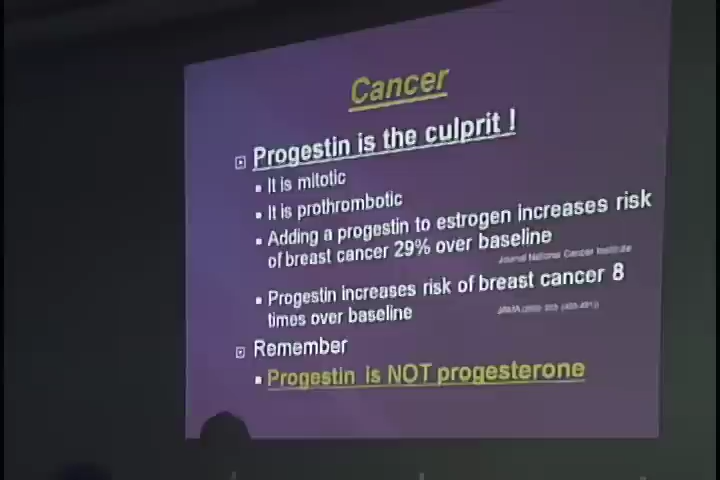 Cancer
Progestin is the culprit !
It is mitotic
It is prothrombotic
Adding a progestin to estrogen increases risk
of breast cancer 29% over baseline
Journal National Cancer Institute
Progestin increases risk of breast cancer 8
times over baseline
JAMA
Remember
Progestin is NOT progesterone